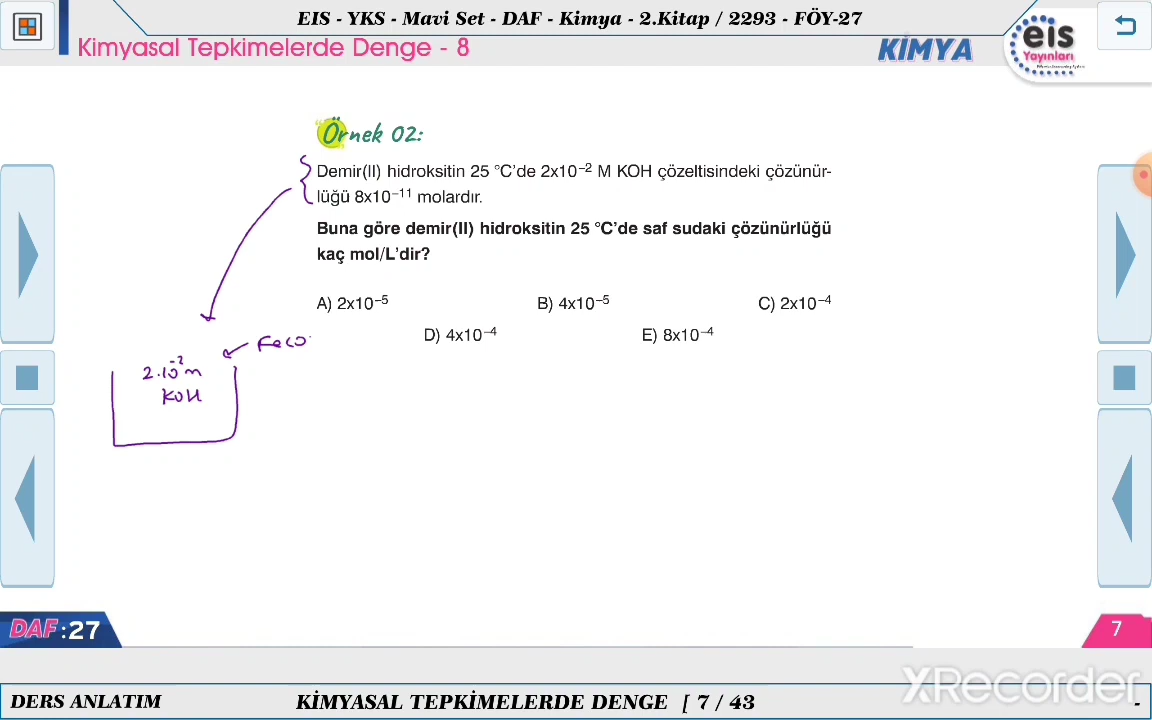 EIS - YKS - Mavi Set - DAF - Kimya - 2.Kitap / 2293 - FÖY-27
Kimyasal Tepkimelerde Denge - 8
KİMYA
eis
Yayınları
"Örnek 02:
Demir(II) hidroksitin 25 °C'de 2x10⁻² M KOH çözeltisindeki çözünür-
lüğü 8x10⁻¹¹ molardır.
Buna göre demir(II) hidroksitin 25 °C'de saf sudaki çözünürlüğü
kaç mol/L'dir?
A) 2x10⁻⁵ B) 4x10⁻⁵ C) 2x10⁻⁴
D) 4x10⁻⁴ E) 8x10⁻⁴
Fe(O
2.10⁻² M
KOH
DAF:27
7
XRecorder
DERS ANLATIM KİMYASAL TEPKİMELERDE DENGE [ 7 / 43 -